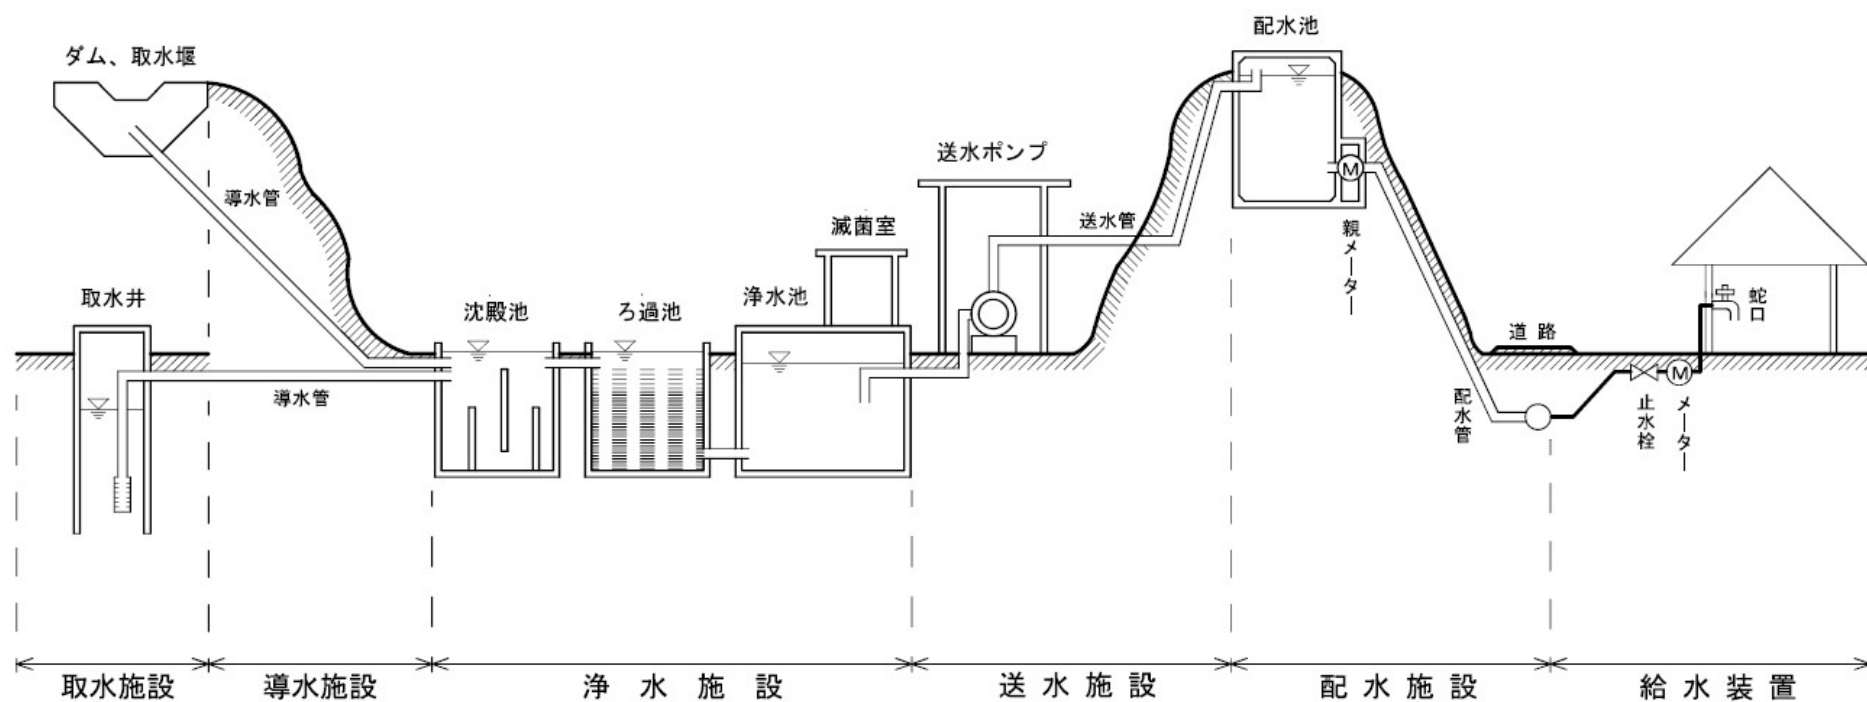 ダム、取水堰
導水管
取水井
導水管
沈殿池
ろ過池
浄水池
滅菌室
送水ポンプ
送水管
配水池
M
親メーター
配水管
道路
止水栓
M
メーター
蛇口
取水施設
導水施設
浄水施設
送水施設
配水施設
給水装置